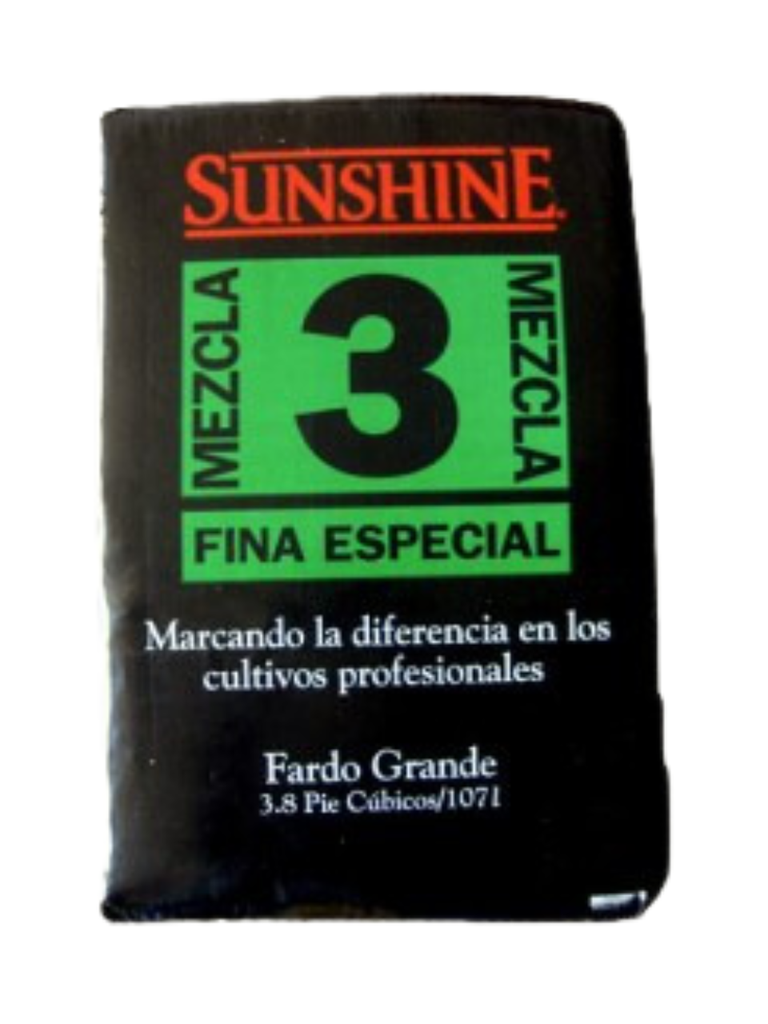 SUNSHINE.
MEZCLA
3
MEZCLA
FINA ESPECIAL
Marcando la diferencia en los
cultivos profesionales
Fardo Grande
3.8 Pie Cúbicos/107l